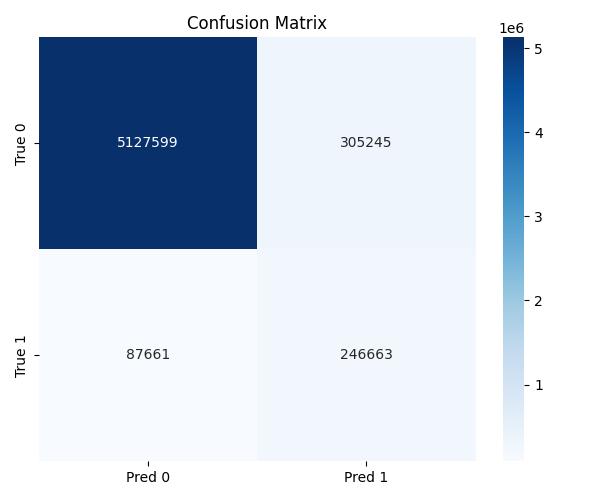 Confusion Matrix
1e6
True 0
5127599
305245
True 1
87661
246663
Pred 0
Pred 1
5
4
3
2
1